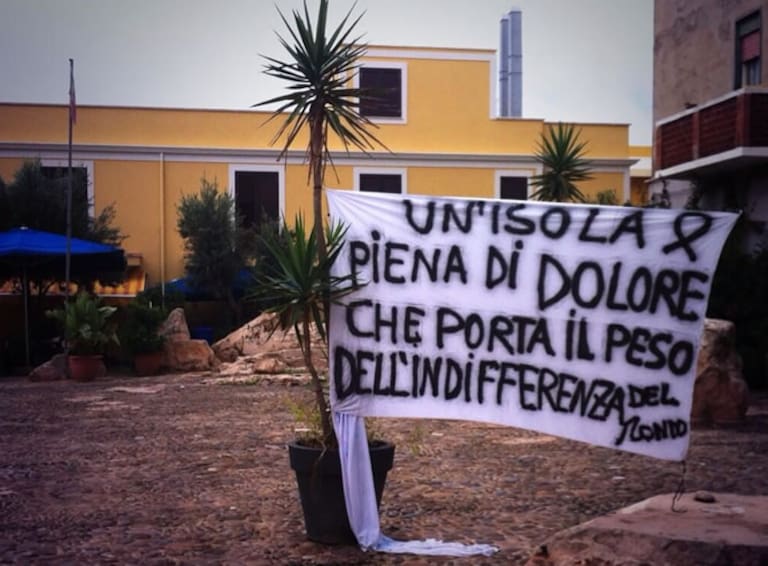 UN'ISOLA
PIENA DI DOLORE
CHE PORTA IL PESO
DELL'INDIFFERENZA DEL
MONDO